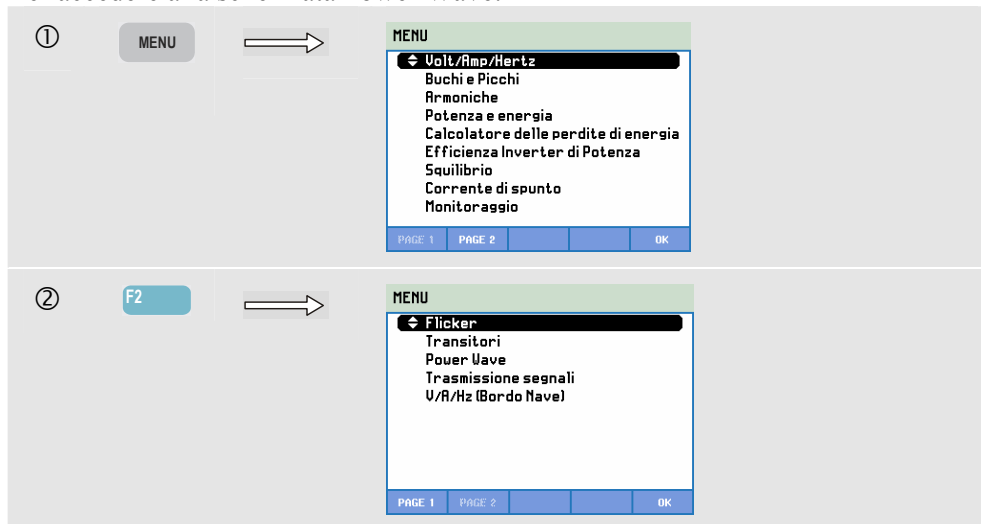 ① MENU
MENU
Volt/Amp/Hertz
Buchi e Picchi
Armoniche
Potenza e energia
Calcolatore delle perdite di energia
Efficienza Inverter di Potenza
Squilibrio
Corrente di spunto
Monitoraggio
PAGE 1 PAGE 2 OK
② F2
MENU
Flicker
Transitori
Power Wave
Trasmissione segnali
V/A/Hz (Bordo Nave)
PAGE 1 PAGE 2 OK